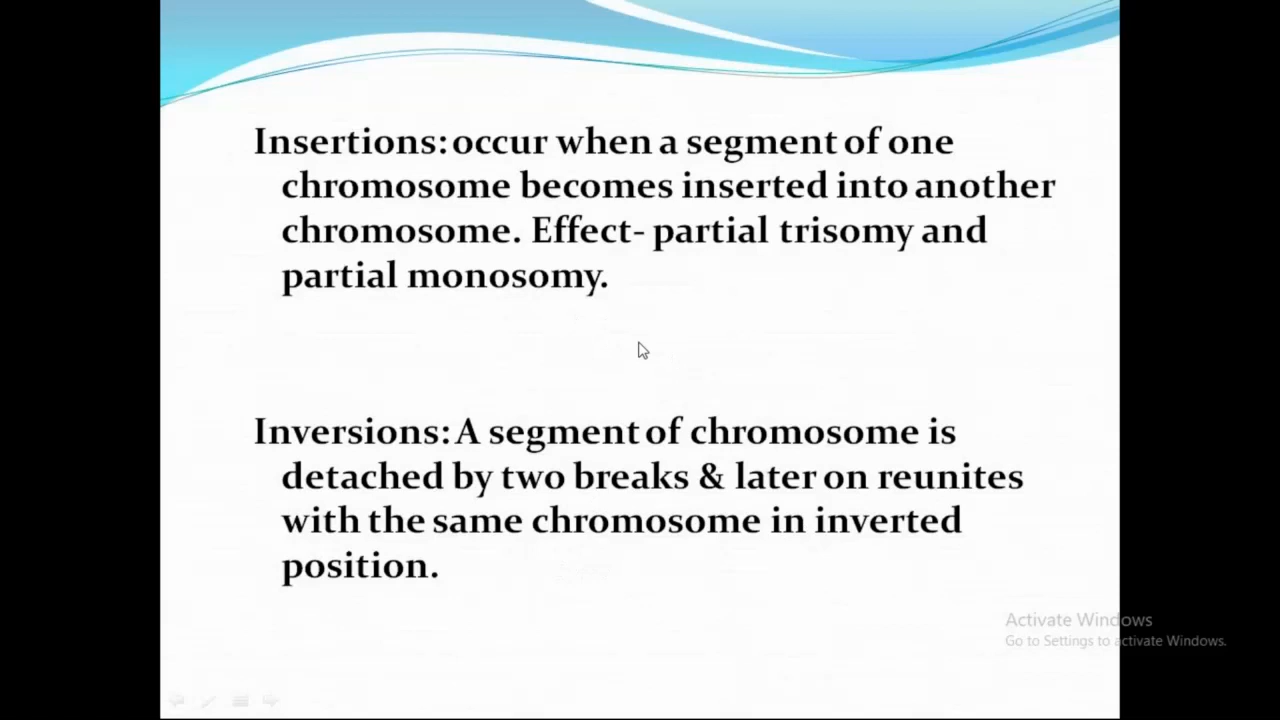 Insertions: occur when a segment of one
chromosome becomes inserted into another
chromosome. Effect- partial trisomy and
partial monosomy.
Inversions: A segment of chromosome is
detached by two breaks & later on reunites
with the same chromosome in inverted
position.
Activate Windows
Go to Settings to activate Windows.